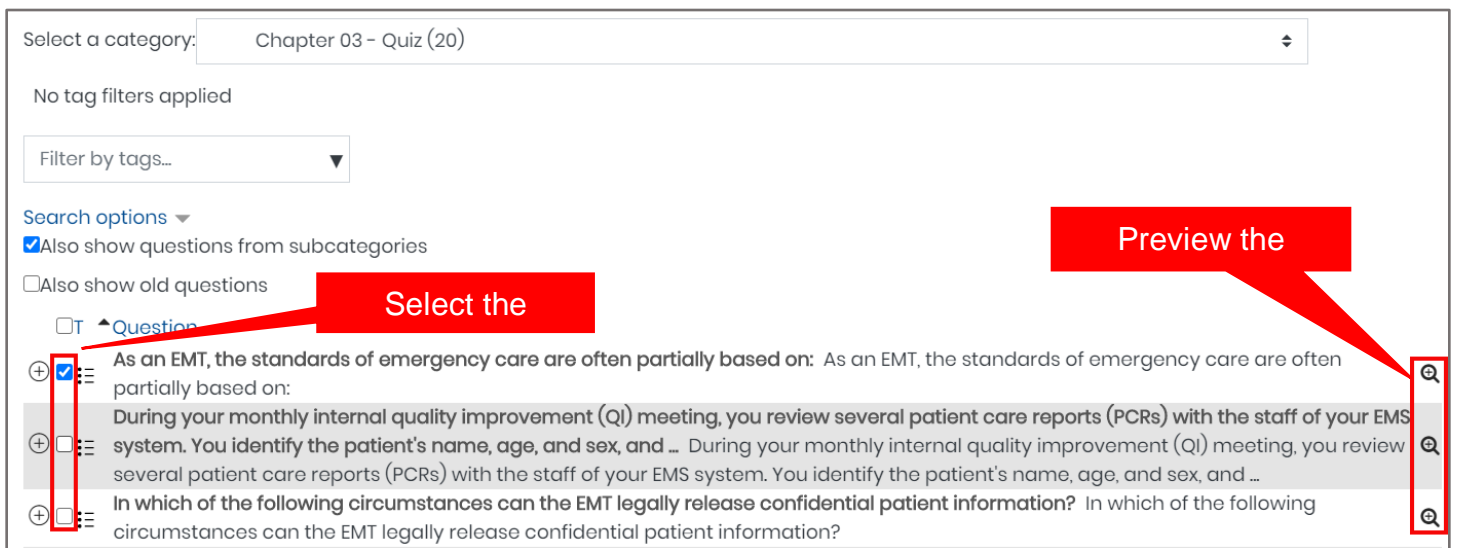 Select a category: Chapter 03 - Quiz (20)
No tag filters applied
Filter by tags...
Search options
Also show questions from subcategories
Preview the
Also show old questions
Select the
T Question
As an EMT, the standards of emergency care are often partially based on: As an EMT, the standards of emergency care are often
partially based on:
During your monthly internal quality improvement (QI) meeting, you review several patient care reports (PCRs) with the staff of your EMS
system. You identify the patient's name, age, and sex, and ... During your monthly internal quality improvement (QI) meeting, you review
several patient care reports (PCRs) with the staff of your EMS system. You identify the patient's name, age, and sex, and ...
In which of the following circumstances can the EMT legally release confidential patient information? In which of the following
circumstances can the EMT legally release confidential patient information?